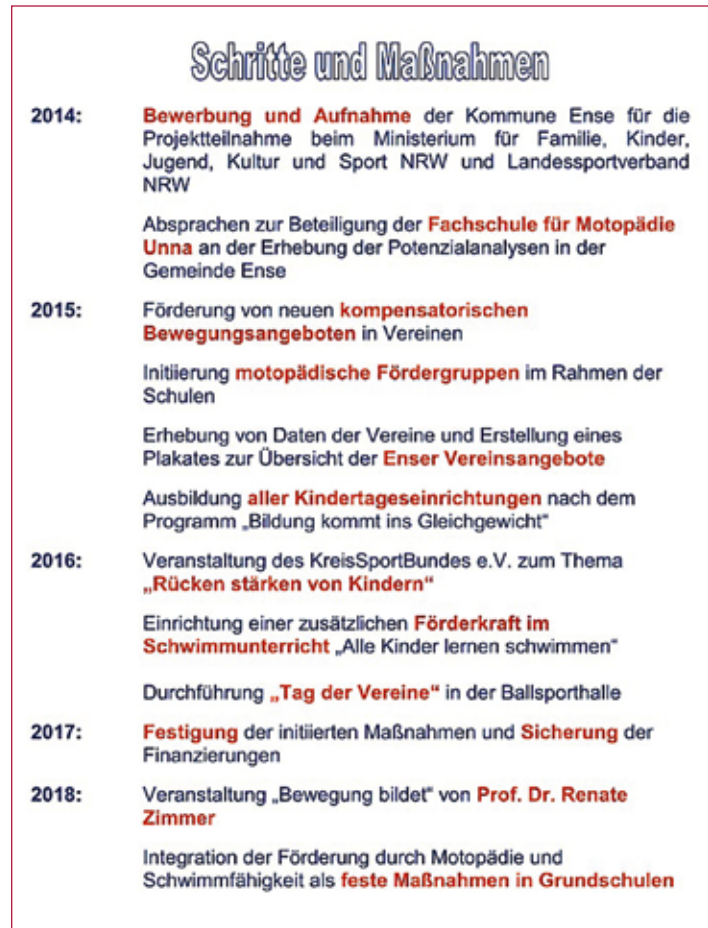 Schritte und Maßnahmen
2014: Bewerbung und Aufnahme der Kommune Ense für die
Projektteilnahme beim Ministerium für Familie, Kinder,
Jugend, Kultur und Sport NRW und Landessportverband
NRW
Absprachen zur Beteiligung der Fachschule für Motopädie
Unna an der Erhebung der Potenzialanalysen in der
Gemeinde Ense
2015: Förderung von neuen kompensatorischen
Bewegungsangeboten in Vereinen
Initiierung motopädische Fördergruppen im Rahmen der
Schulen
Erhebung von Daten der Vereine und Erstellung eines
Plakates zur Übersicht der Enser Vereinsangebote
Ausbildung aller Kindertageseinrichtungen nach dem
Programm „Bildung kommt ins Gleichgewicht“
2016: Veranstaltung des KreisSportBundes e.V. zum Thema
„Rücken stärken von Kindern“
Einrichtung einer zusätzlichen Förderkraft im
Schwimmunterricht „Alle Kinder lernen schwimmen“
Durchführung „Tag der Vereine“ in der Ballsporthalle
2017: Festigung der initiierten Maßnahmen und Sicherung der
Finanzierungen
2018: Veranstaltung „Bewegung bildet“ von Prof. Dr. Renate
Zimmer
Integration der Förderung durch Motopädie und
Schwimmfähigkeit als feste Maßnahmen in Grundschulen